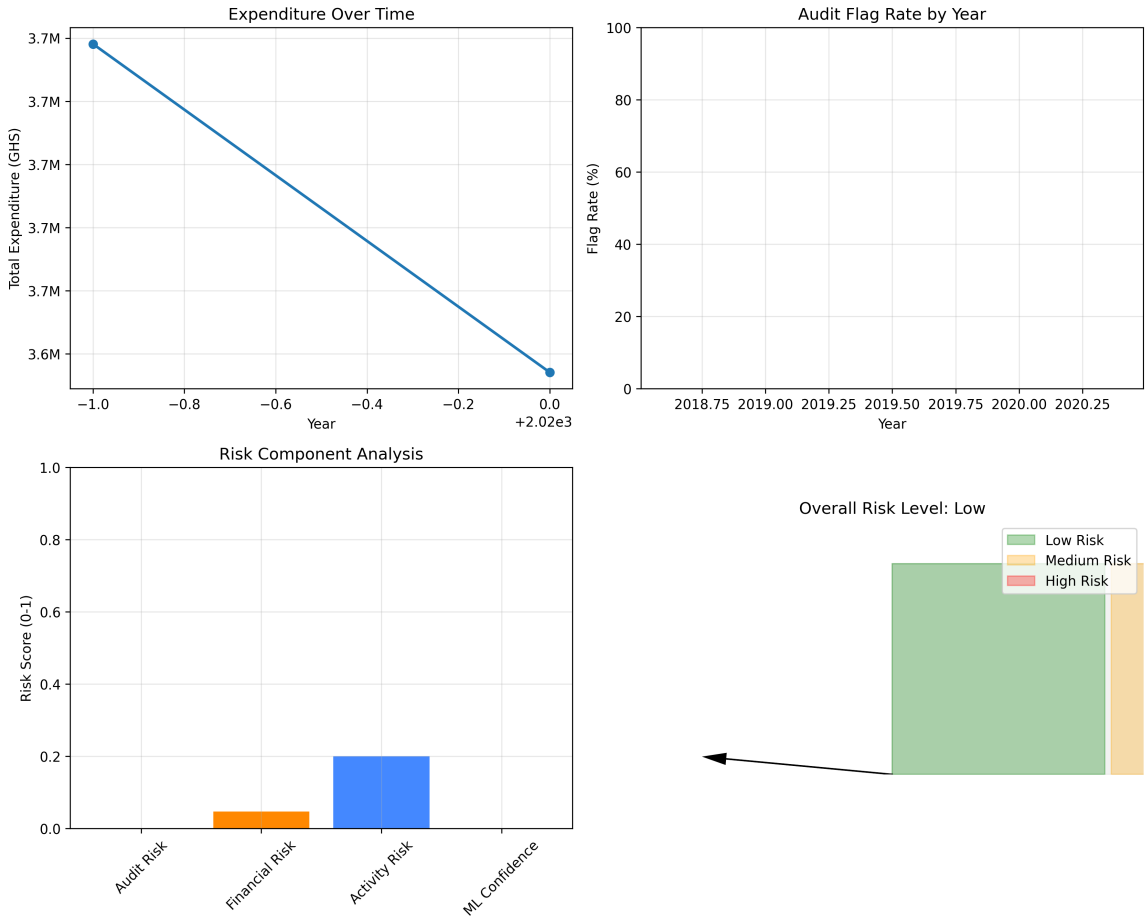 Expenditure Over Time
3.7M
3.7M
3.7M
3.7M
3.7M
3.6M
Total Expenditure (GHS)
−1.0 −0.8 −0.6 −0.4 −0.2 0.0
+2.02e3
Year
Audit Flag Rate by Year
100
80
60
40
20
0
Flag Rate (%)
2018.75 2019.00 2019.25 2019.50 2019.75 2020.00 2020.25
Year
Risk Component Analysis
1.0
0.8
0.6
0.4
0.2
0.0
Risk Score (0-1)
Audit Risk
Financial Risk
Activity Risk
ML Confidence
Overall Risk Level: Low
Low Risk
Medium Risk
High Risk